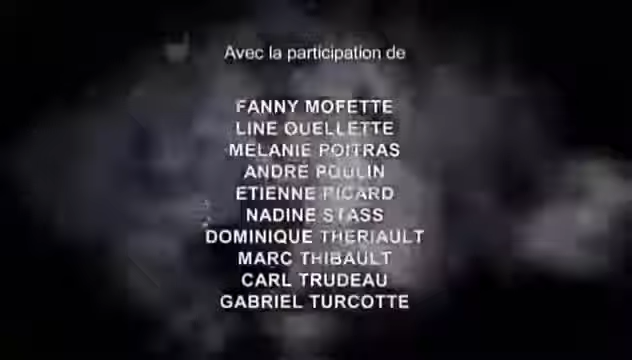 Avec la participation de
FANNY MOFETTE
LINE OUELLETTE
MELANIE POITRAS
ANDRE POULIN
ETIENNE PICARD
NADINE STASS
DOMINIQUE THERIAULT
MARC THIBAULT
CARL TRUDEAU
GABRIEL TURCOTTE